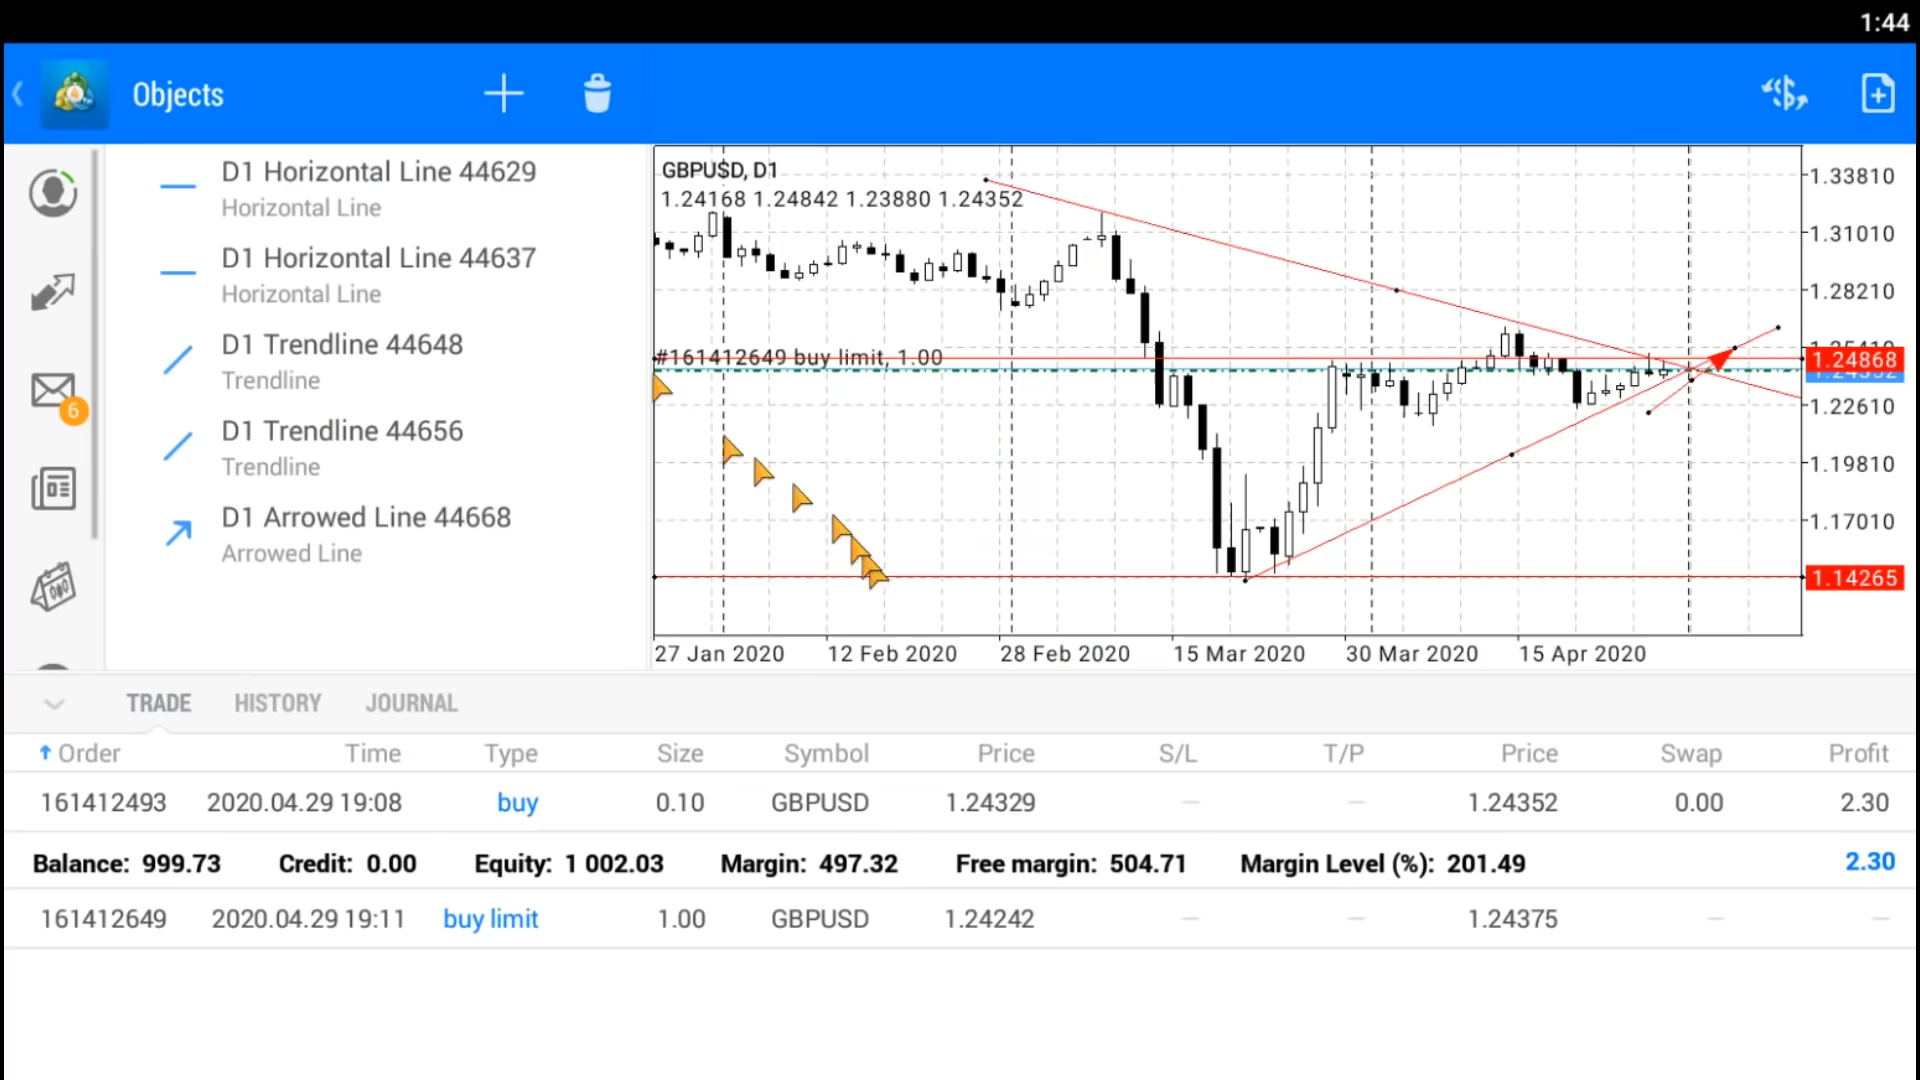 1:44
Objects
D1 Horizontal Line 44629
Horizontal Line
D1 Horizontal Line 44637
Horizontal Line
D1 Trendline 44648
Trendline
D1 Trendline 44656
Trendline
D1 Arrowed Line 44668
Arrowed Line
6
GBPUSD, D1
1.24168 1.24842 1.23880 1.24352
#161412649 buy limit, 1.00
1.33810
1.31010
1.28210
1.24868
1.22610
1.19810
1.17010
1.14265
27 Jan 2020 12 Feb 2020 28 Feb 2020 15 Mar 2020 30 Mar 2020 15 Apr 2020
TRADE HISTORY JOURNAL
Order Time Type Size Symbol Price S/L T/P Price Swap Profit
161412493 2020.04.29 19:08 buy 0.10 GBPUSD 1.24329 — — 1.24352 0.00 2.30
Balance: 999.73 Credit: 0.00 Equity: 1 002.03 Margin: 497.32 Free margin: 504.71 Margin Level (%): 201.49 2.30
161412649 2020.04.29 19:11 buy limit 1.00 GBPUSD 1.24242 — — 1.24375 — —